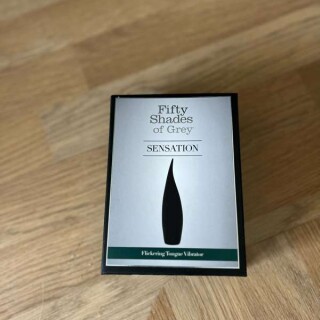 Fifty
Shades
of Grey
SENSATION
Flickering Tongue Vibrator